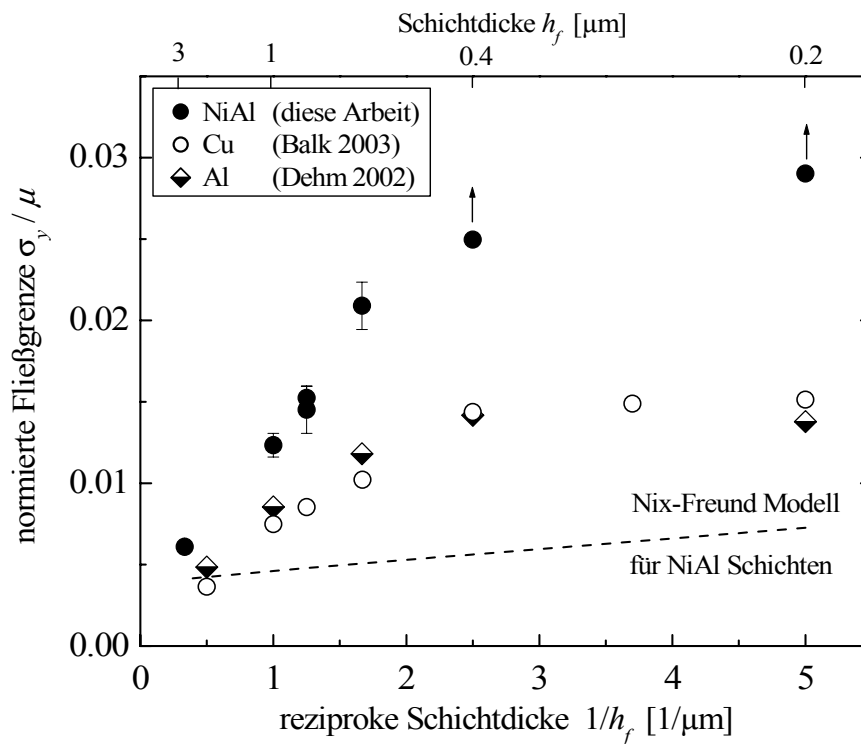 Schichtdicke h_f [µm]
3 1 0.4 0.2
NiAl (diese Arbeit)
Cu (Balk 2003)
Al (Dehm 2002)
normierte Fließgrenze σ_y / μ
0.03
0.02
0.01
0.00
Nix-Freund Modell
für NiAl Schichten
0 1 2 3 4 5
reziproke Schichtdicke 1/h_f [1/µm]